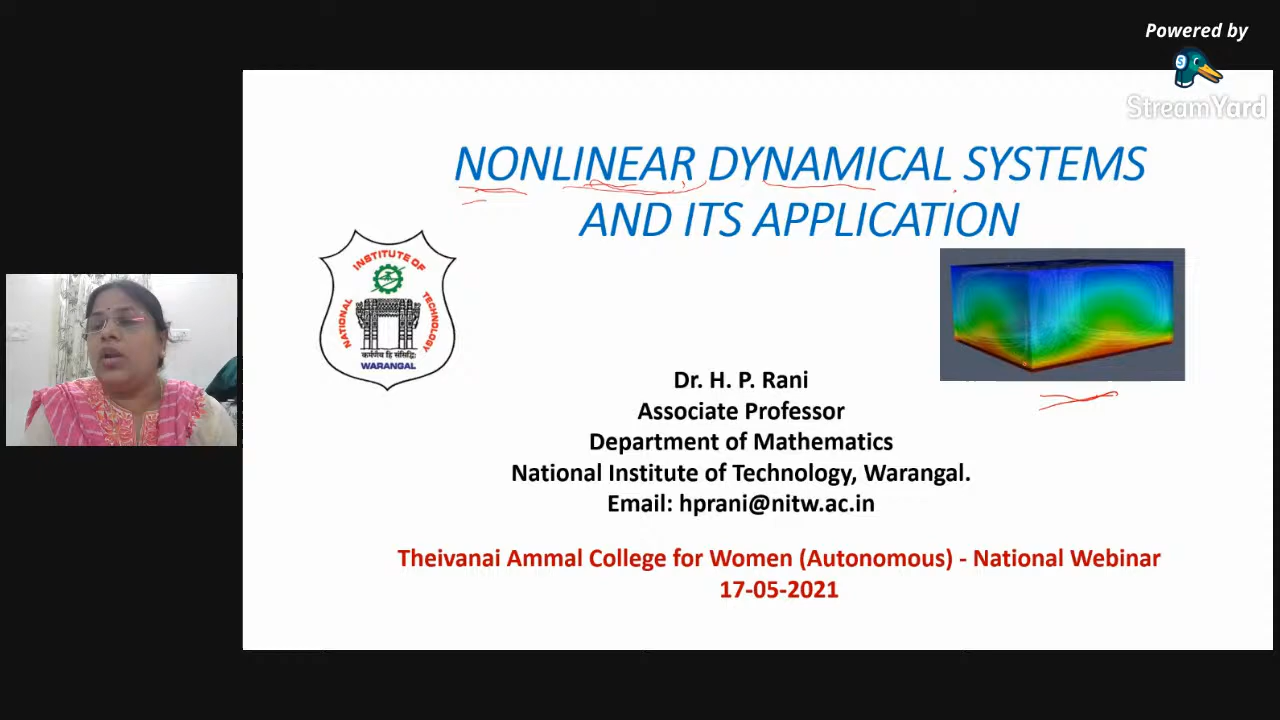 Powered by
StreamYard
NONLINEAR DYNAMICAL SYSTEMS
AND ITS APPLICATION
INSTITUTE OF
NATIONAL
TECHNOLOGY
कर्मणैव हि संसिद्धिः
WARANGAL
Dr. H. P. Rani
Associate Professor
Department of Mathematics
National Institute of Technology, Warangal.
Email: hprani@nitw.ac.in
Theivanai Ammal College for Women (Autonomous) - National Webinar
17-05-2021